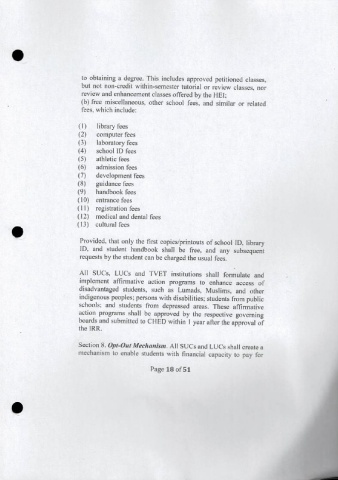 to obtaining a degree. This includes approved petitioned classes,
but not non-credit within-semester tutorial or review classes, nor
review and enhancement classes offered by the HEI;
(b) free miscellaneous, other school fees, and similar or related
fees, which include:
(1) library fees
(2) computer fees
(3) laboratory fees
(4) school ID fees
(5) athletic fees
(6) admission fees
(7) development fees
(8) guidance fees
(9) handbook fees
(10) entrance fees
(11) registration fees
(12) medical and dental fees
(13) cultural fees
Provided, that only the first copies/printouts of school ID, library
ID, and student handbook shall be free, and any subsequent
requests by the student can be charged the usual fees.
All SUCs, LUCs and TVET institutions shall formulate and
implement affirmative action programs to enhance access of
disadvantaged students, such as Lumads, Muslims, and other
indigenous peoples; persons with disabilities; students from public
schools; and students from depressed areas. These affirmative
action programs shall be approved by the respective governing
boards and submitted to CHED within 1 year after the approval of
the IRR.
Section 8. Opt-Out Mechanism. All SUCs and LUCs shall create a
mechanism to enable students with financial capacity to pay for
Page 18 of 51